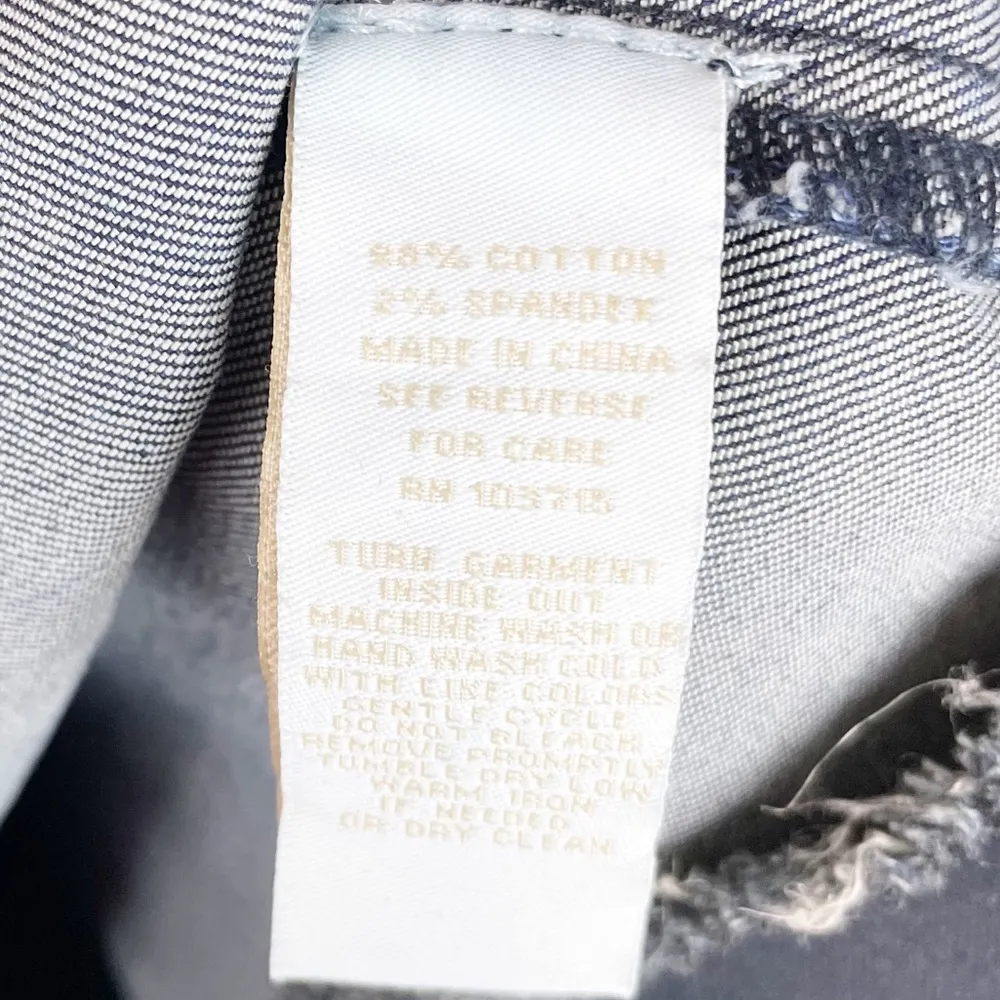 98% COTTON
2% SPANDEX
MADE IN CHINA
SEE REVERSE
FOR CARE
RN 103715
TURN GARMENT
INSIDE OUT
MACHINE WASH OR
HAND WASH COLD
WITH LIKE COLORS
GENTLE CYCLE
DO NOT BLEACH
REMOVE PROMPTLY
TUMBLE DRY LOW
WARM IRON
IF NEEDED
OR DRY CLEAN